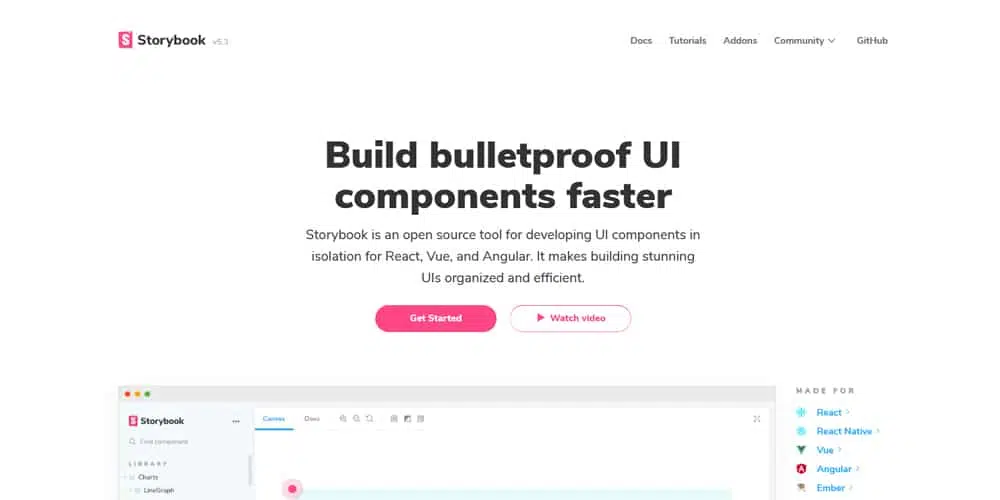 Storybook v5.3
Docs Tutorials Addons Community GitHub
Build bulletproof UI
components faster
Storybook is an open source tool for developing UI components in
isolation for React, Vue, and Angular. It makes building stunning
UIs organized and efficient.
Get Started Watch video
MADE FOR
React
React Native
Vue
Angular
Ember
Storybook
Canvas Docs
Find component
LIBRARY
Charts
LineGraph